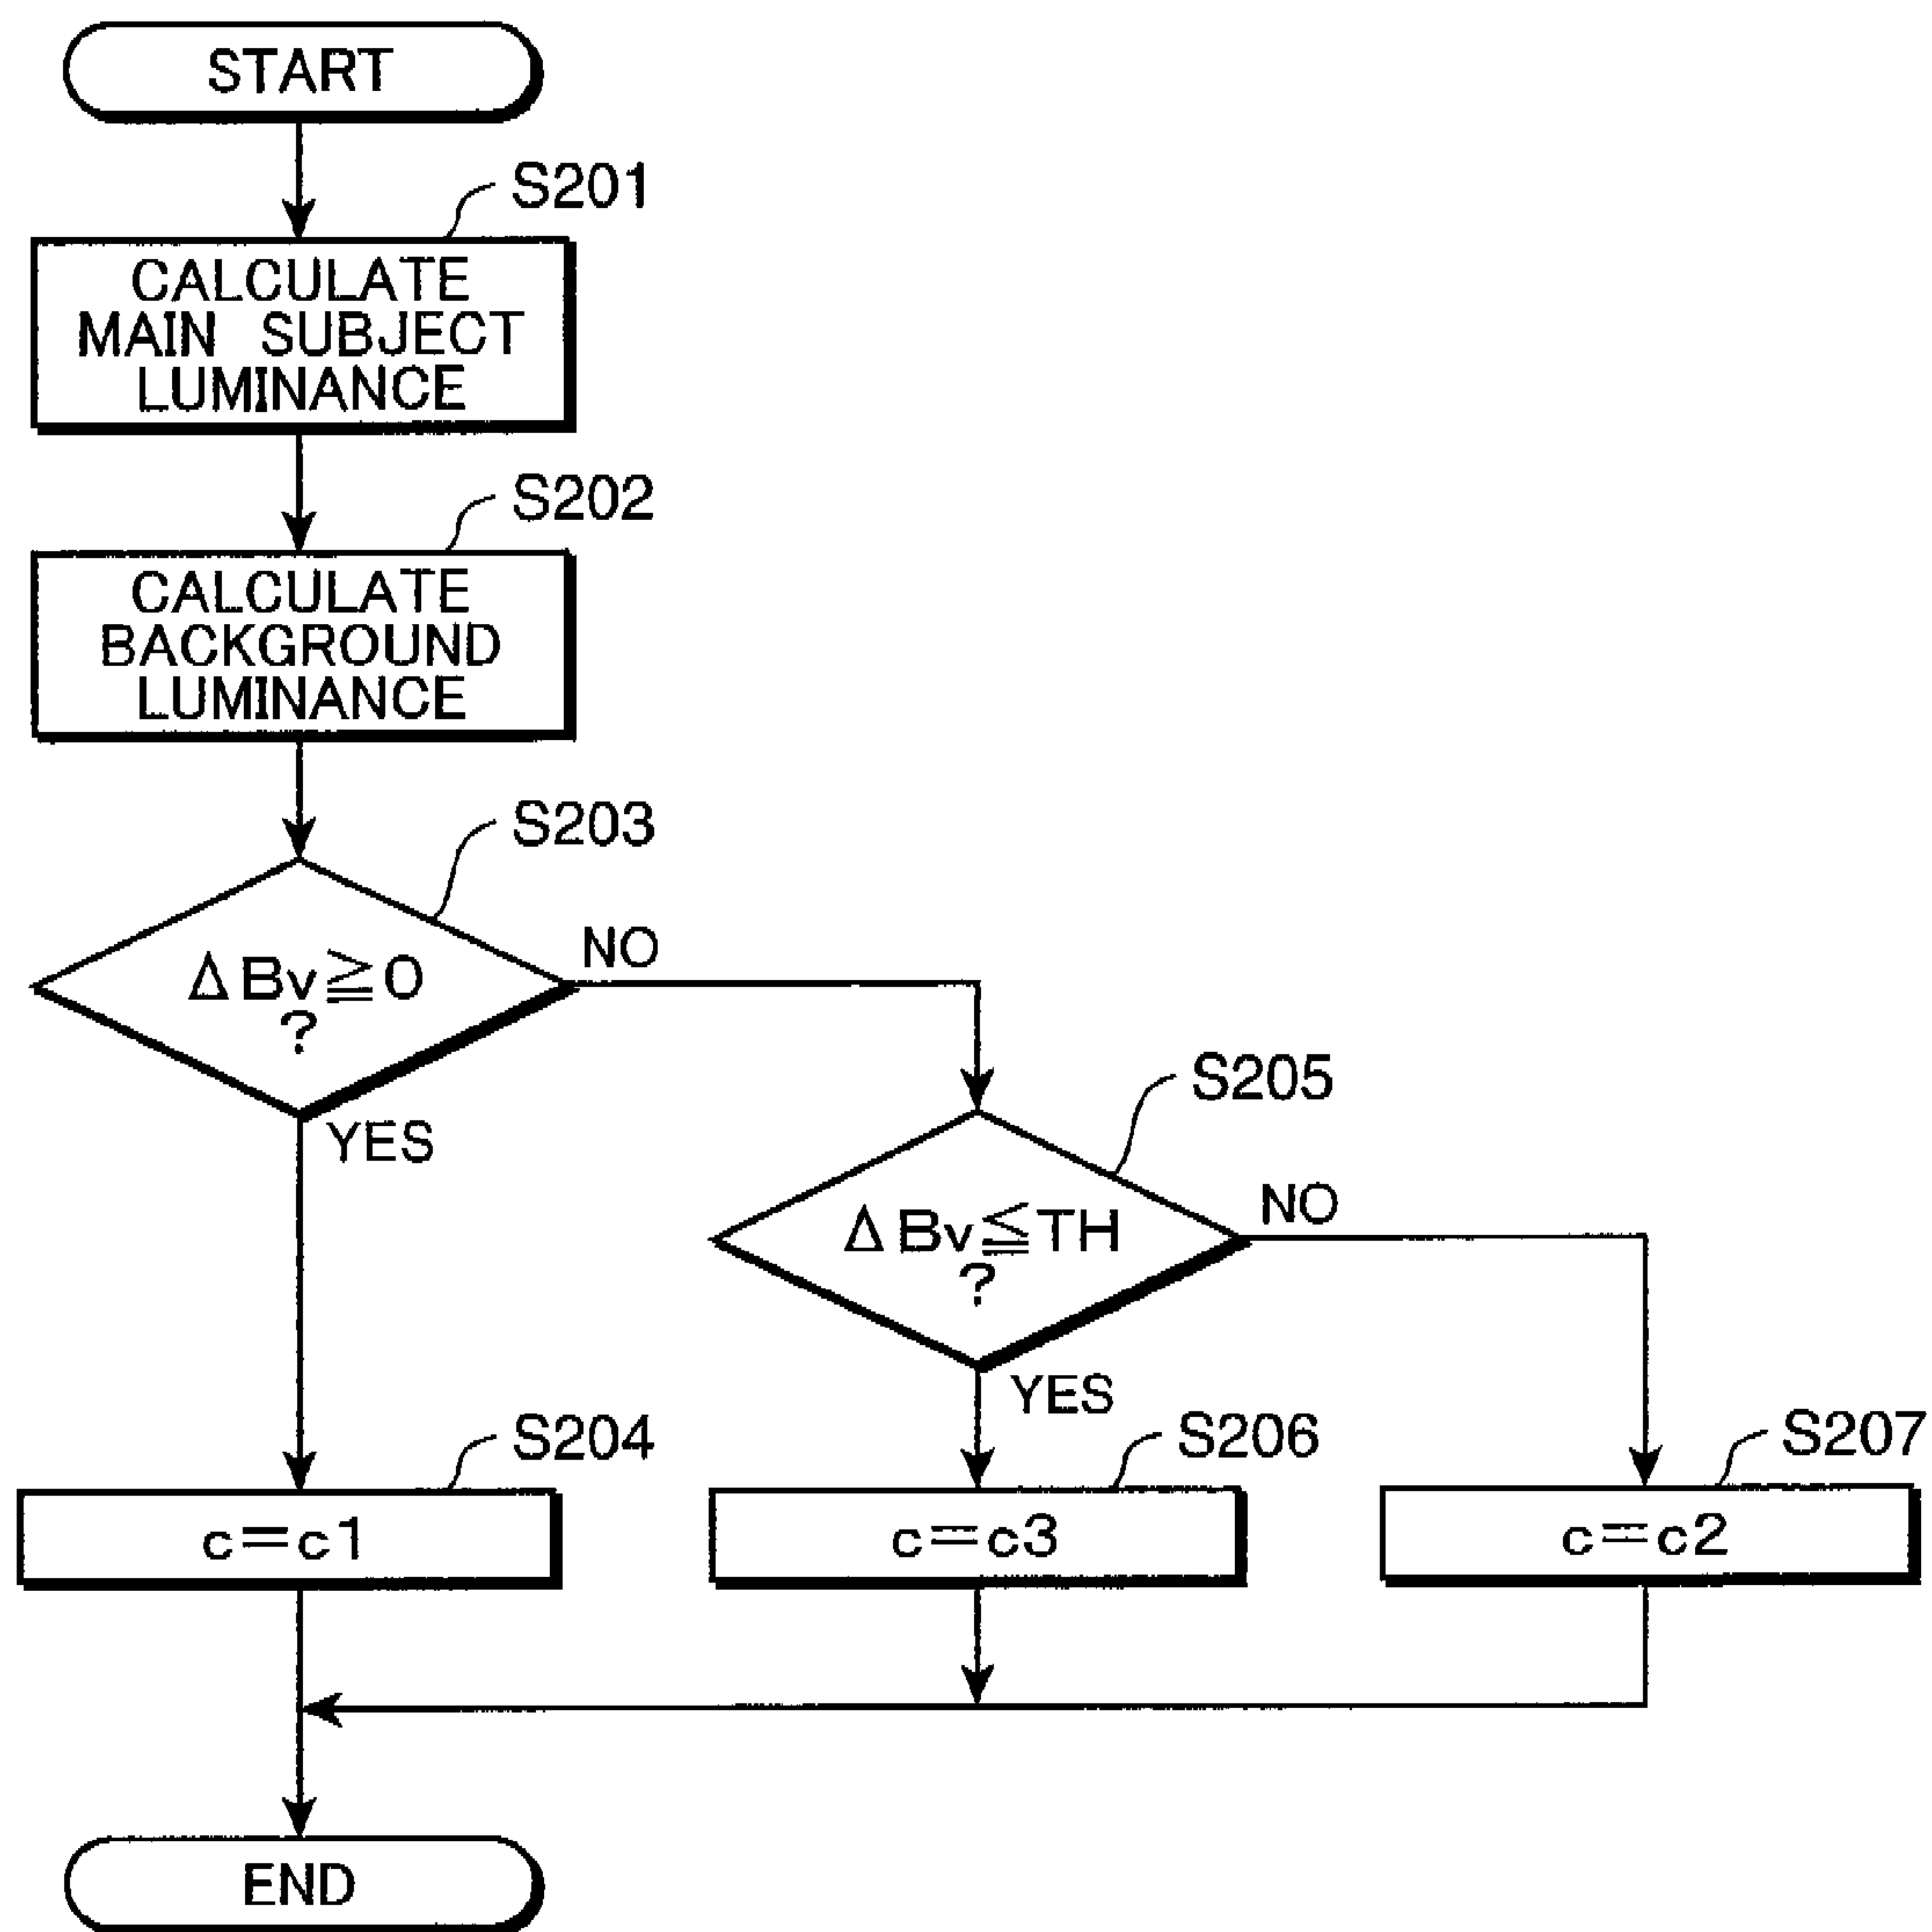 START
S201
CALCULATE
MAIN SUBJECT
LUMINANCE
S202
CALCULATE
BACKGROUND
LUMINANCE
S203
ΔBv≧0
?
NO
YES
S205
ΔBv≦TH
?
NO
YES
S204
c=c1
S206
c=c3
S207
c=c2
END